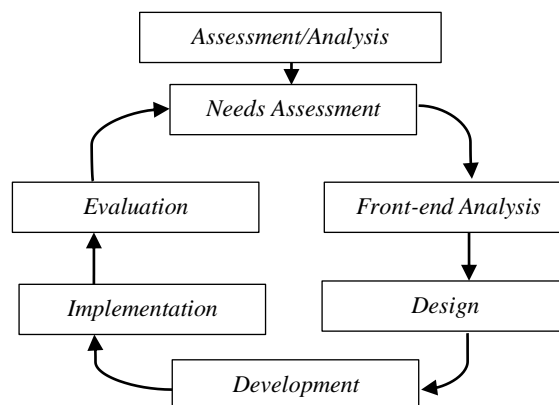 Assessment/Analysis
Needs Assessment
Evaluation
Front-end Analysis
Implementation
Design
Development